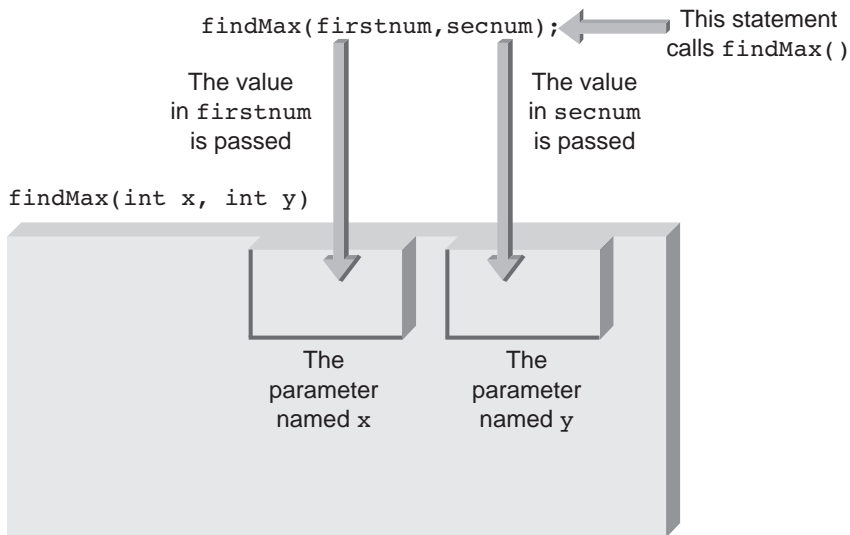 findMax(firstnum,secnum);
This statement
calls findMax()
The value
in firstnum
is passed
The value
in secnum
is passed
findMax(int x, int y)
The
parameter
named x
The
parameter
named y